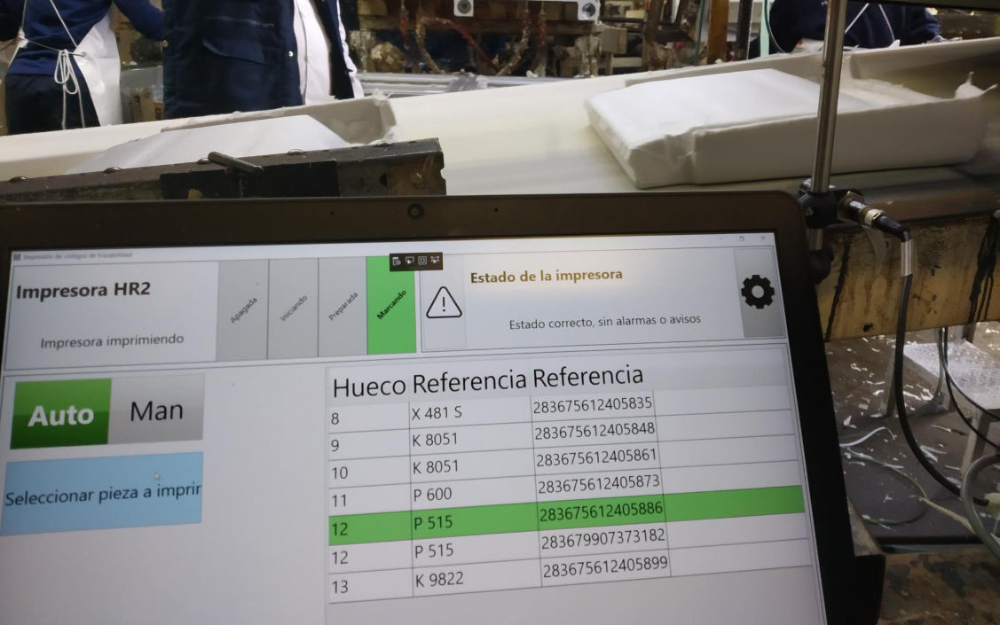 Impresión de códigos de trazabilidad
Impresora HR2
Impresora imprimiendo
Apagada
Iniciando
Preparada
Marcando
Estado de la impresora
Estado correcto, sin alarmas o avisos
Auto
Man
Seleccionar pieza a imprir
Hueco Referencia Referencia
8 X 481 S 283675612405835
9 K 8051 283675612405848
10 K 8051 283675612405861
11 P 600 283675612405873
12 P 515 283675612405886
12 P 515 283679907373182
13 K 9822 283675612405899